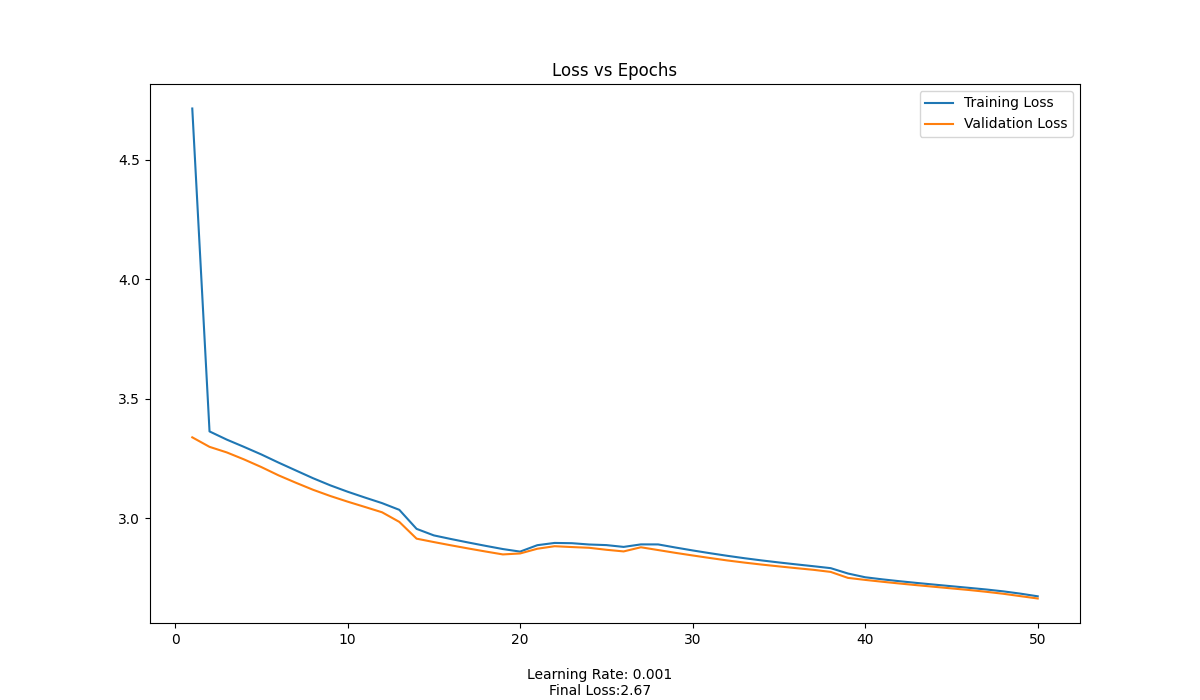 Loss vs Epochs
Training Loss
Validation Loss
4.5
4.0
3.5
3.0
0 10 20 30 40 50
Learning Rate: 0.001
Final Loss:2.67